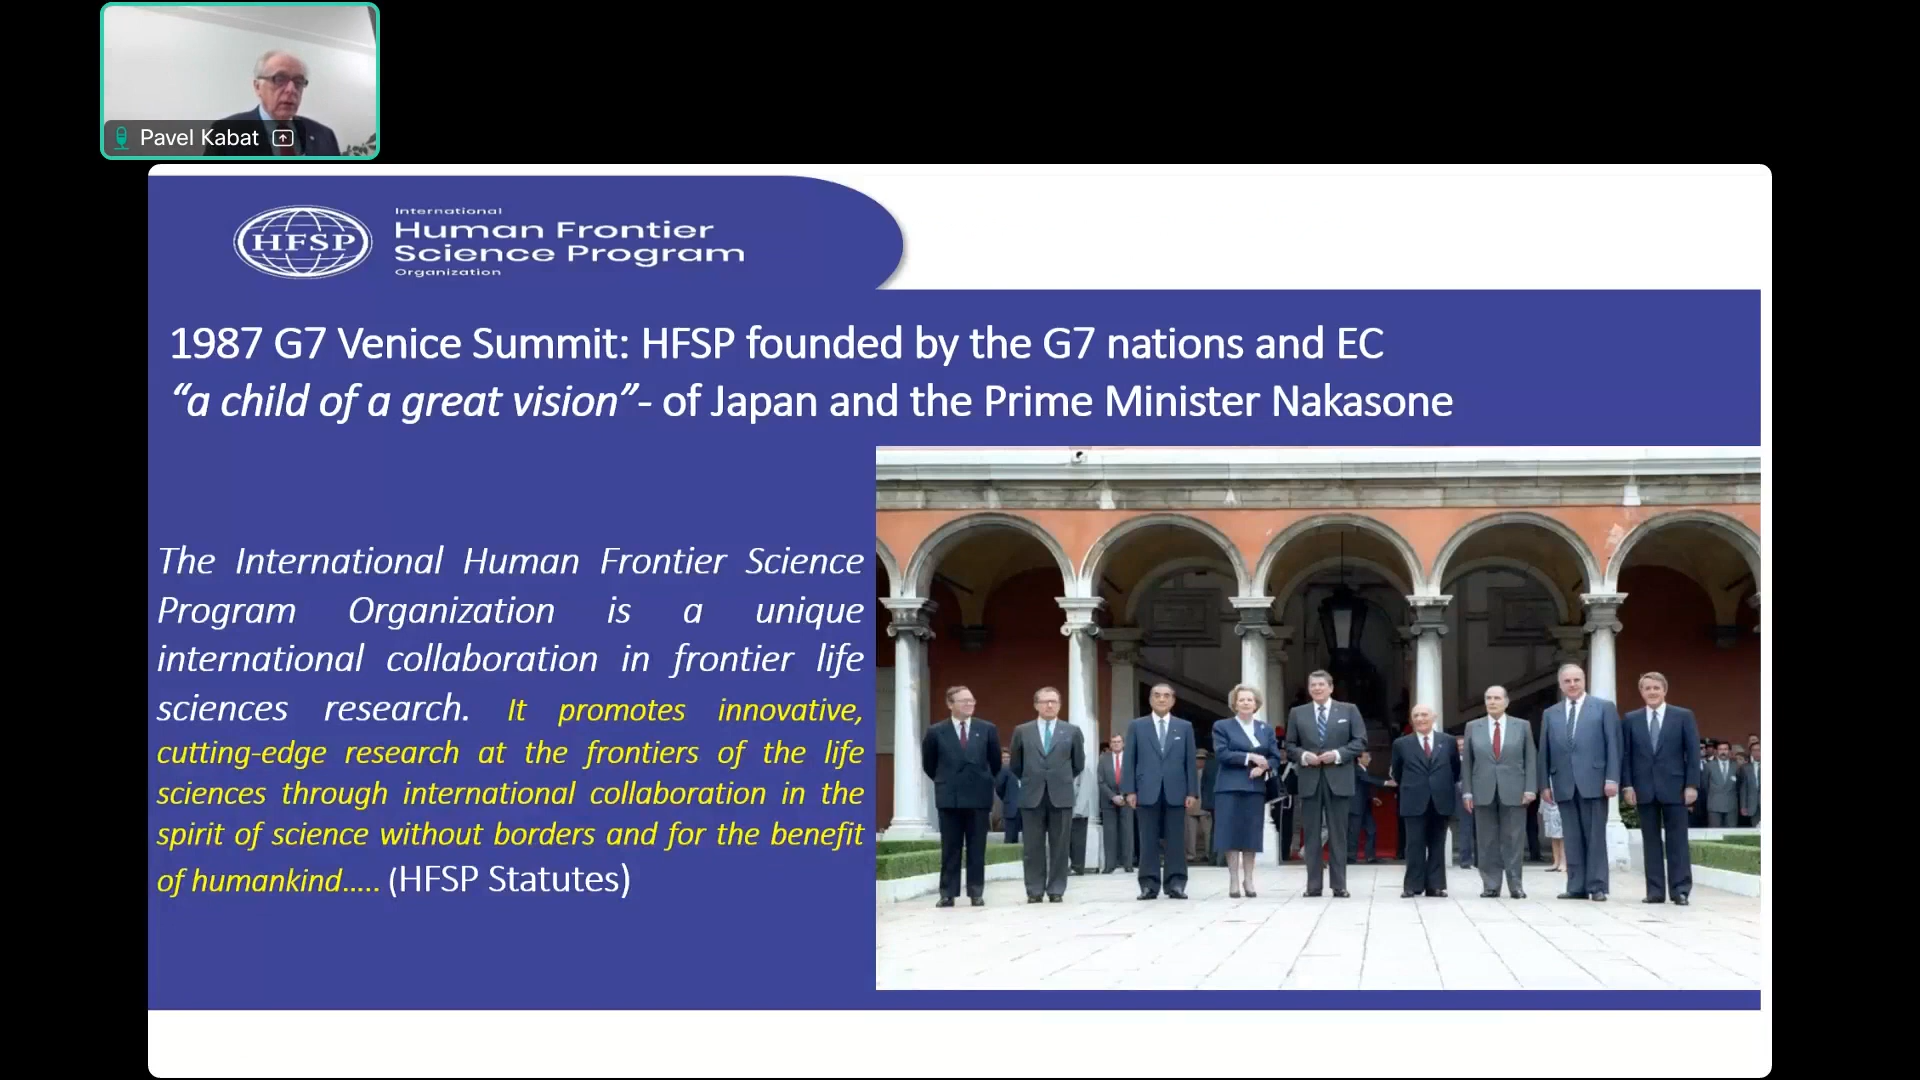 Pavel Kabat
HFSP
International
Human Frontier
Science Program
Organization
1987 G7 Venice Summit: HFSP founded by the G7 nations and EC
“a child of a great vision”- of Japan and the Prime Minister Nakasone
The International Human Frontier Science
Program Organization is a unique
international collaboration in frontier life
sciences research. It promotes innovative,
cutting-edge research at the frontiers of the life
sciences through international collaboration in the
spirit of science without borders and for the benefit
of humankind..... (HFSP Statutes)